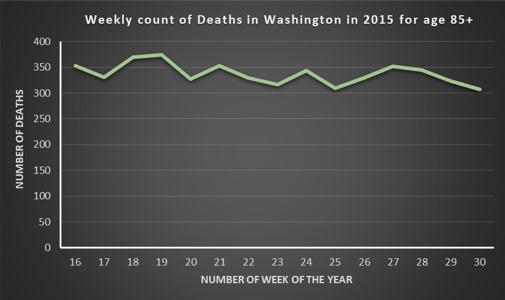 Weekly count of Deaths in Washington in 2015 for age 85+
400
350
300
250
200
150
100
50
0
NUMBER OF DEATHS
16 17 18 19 20 21 22 23 24 25 26 27 28 29 30
NUMBER OF WEEK OF THE YEAR